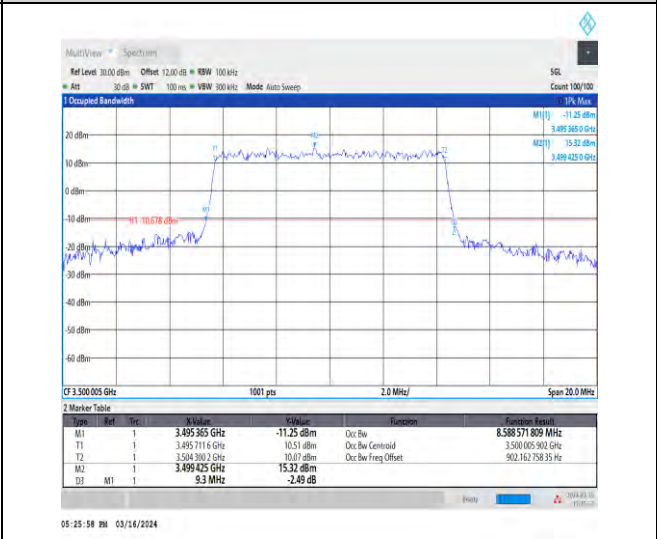 MultiView Spectrum
Ref Level 30.00 dBm Offset 12.00 dB RBW 100 kHz SGL
Att 30 dB SWT 100 ms VBW 300 kHz Mode Auto Sweep Count 100/100
1 Occupied Bandwidth 1Pk Max
M1[1] -11.25 dBm
3.495 365 0 GHz
20 dBm M2 M2[1] 15.32 dBm
T1 T2 3.499 425 0 GHz
10 dBm
0 dBm
M1
-10 dBm H1 -10.678 dBm
-20 dBm
-30 dBm
-40 dBm
-50 dBm
-60 dBm
CF 3.500 005 GHz 1001 pts 2.0 MHz/ Span 20.0 MHz
2 Marker Table
Type Ref Trc X-Value Y-Value Function Function Result
M1 1 3.495 365 GHz -11.25 dBm Occ Bw 8.588 571 809 MHz
T1 1 3.495 711 6 GHz 10.51 dBm Occ Bw Centroid 3.500 005 902 GHz
T2 1 3.504 300 2 GHz 10.07 dBm Occ Bw Freq Offset 902.162 758 35 Hz
M2 1 3.499 425 GHz 15.32 dBm
D3 M1 1 9.3 MHz -2.49 dB
05:25:58 PM 03/16/2024